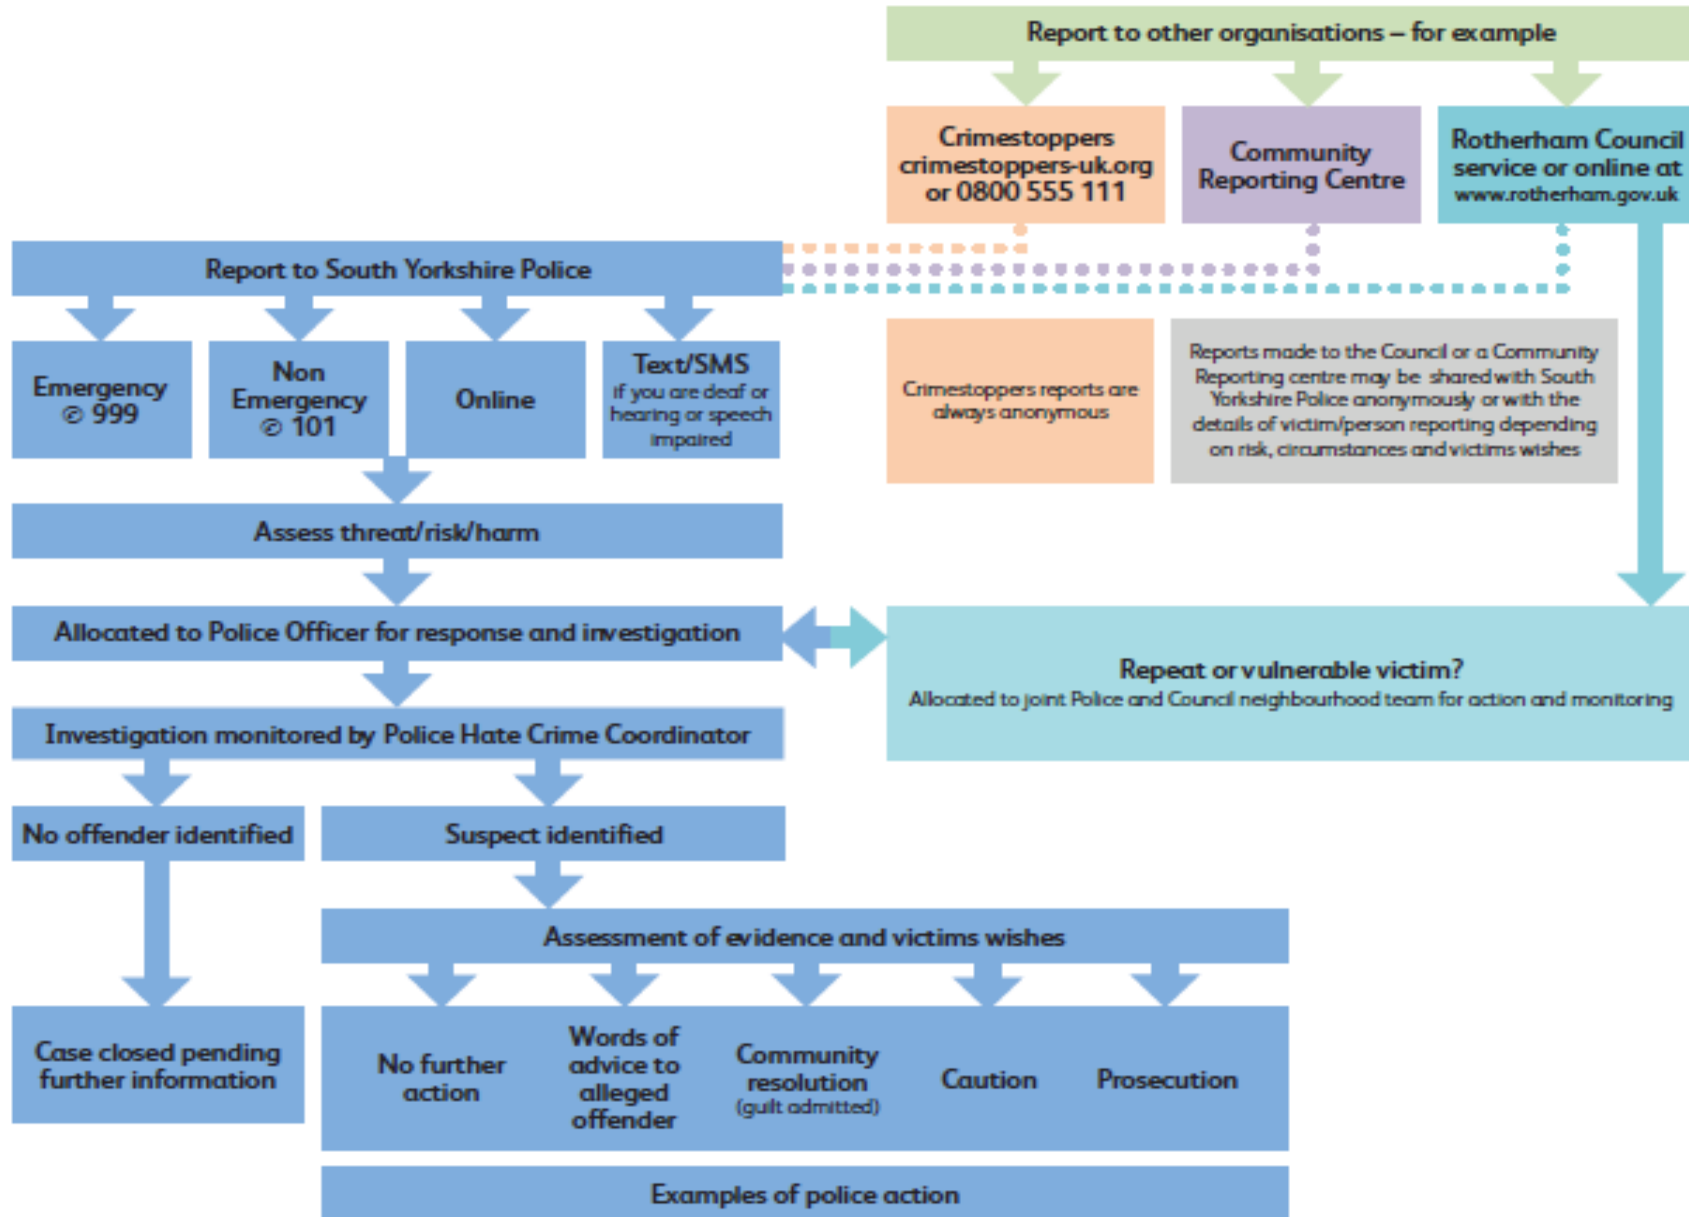 Report to other organisations – for example
Crimestoppers
crimestoppers-uk.org
or 0800 555 111
Community
Reporting Centre
Rotherham Council
service or online at
www.rotherham.gov.uk
Report to South Yorkshire Police
Emergency
✆ 999
Non
Emergency
✆ 101
Online
Text/SMS
if you are deaf or
hearing or speech
impaired
Crimestoppers reports are
always anonymous
Reports made to the Council or a Community
Reporting centre may be shared with South
Yorkshire Police anonymously or with the
details of victim/person reporting depending
on risk, circumstances and victims wishes
Assess threat/risk/harm
Allocated to Police Officer for response and investigation
Repeat or vulnerable victim?
Allocated to joint Police and Council neighbourhood team for action and monitoring
Investigation monitored by Police Hate Crime Coordinator
No offender identified
Suspect identified
Assessment of evidence and victims wishes
Case closed pending
further information
No further
action
Words of
advice to
alleged
offender
Community
resolution
(guilt admitted)
Caution
Prosecution
Examples of police action